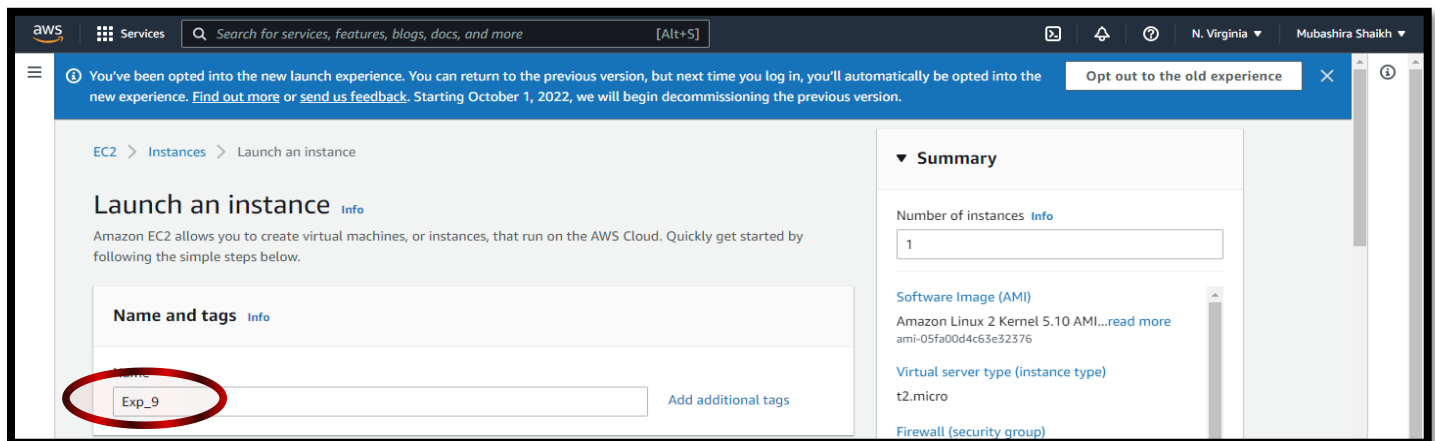 aws
Services
Search for services, features, blogs, docs, and more [Alt+S]
N. Virginia
Mubashira Shaikh
You've been opted into the new launch experience. You can return to the previous version, but next time you log in, you'll automatically be opted into the
new experience. Find out more or send us feedback. Starting October 1, 2022, we will begin decommissioning the previous version.
Opt out to the old experience
EC2 > Instances > Launch an instance
Launch an instance Info
Amazon EC2 allows you to create virtual machines, or instances, that run on the AWS Cloud. Quickly get started by
following the simple steps below.
Name and tags Info
Name
Exp_9
Add additional tags
Summary
Number of instances Info
1
Software Image (AMI)
Amazon Linux 2 Kernel 5.10 AMI...read more
ami-05fa00d4c63e32376
Virtual server type (instance type)
t2.micro
Firewall (security group)